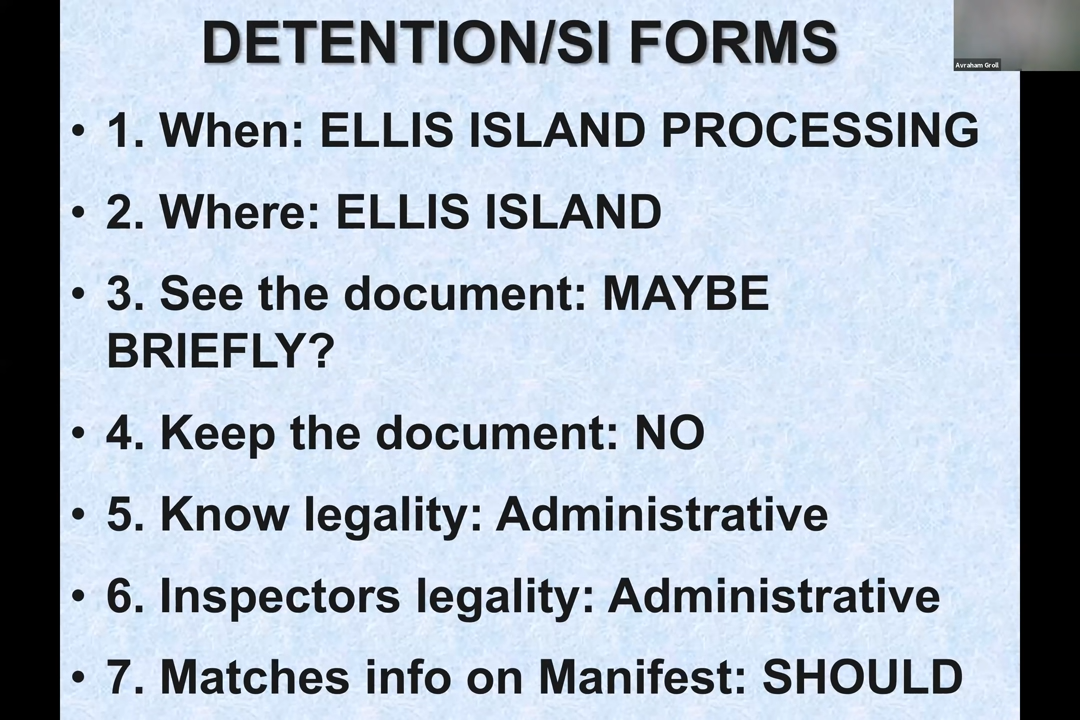 DETENTION/SI FORMS
Avraham Groll
• 1. When: ELLIS ISLAND PROCESSING
• 2. Where: ELLIS ISLAND
• 3. See the document: MAYBE
BRIEFLY?
• 4. Keep the document: NO
• 5. Know legality: Administrative
• 6. Inspectors legality: Administrative
• 7. Matches info on Manifest: SHOULD